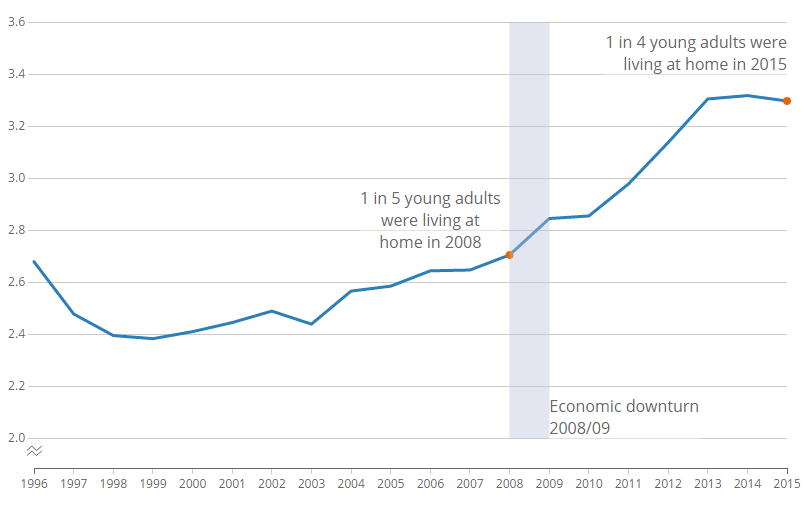 3.6
1 in 4 young adults were
living at home in 2015
3.4
3.2
3.0
1 in 5 young adults
were living at
home in 2008
2.8
2.6
2.4
2.2
Economic downturn
2008/09
2.0
1996 1997 1998 1999 2000 2001 2002 2003 2004 2005 2006 2007 2008 2009 2010 2011 2012 2013 2014 2015